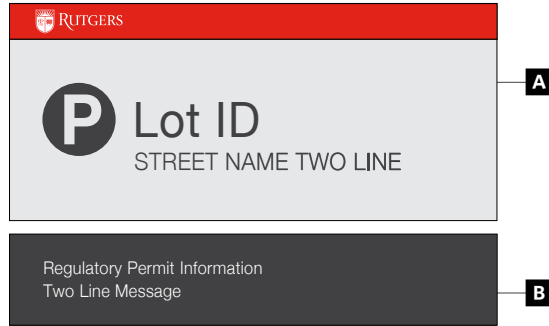 RUTGERS
A
P
Lot ID
STREET NAME TWO LINE
Regulatory Permit Information
Two Line Message
B